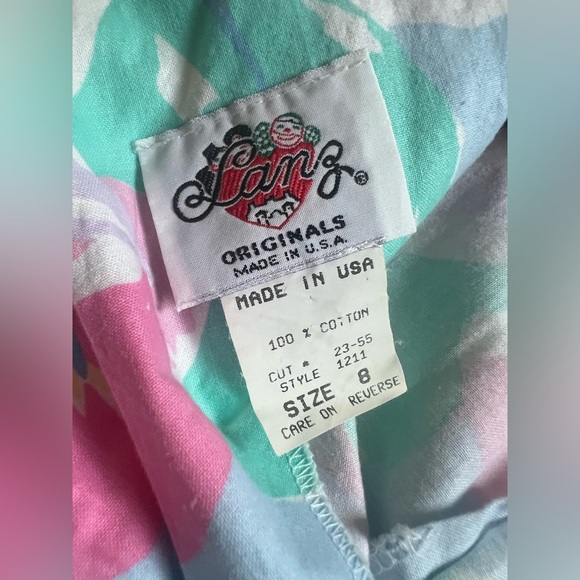 Lanz®
ORIGINALS
MADE IN U.S.A.
MADE IN USA
100 % COTTON
CUT # 23-55
STYLE 1211
SIZE 8
CARE ON REVERSE